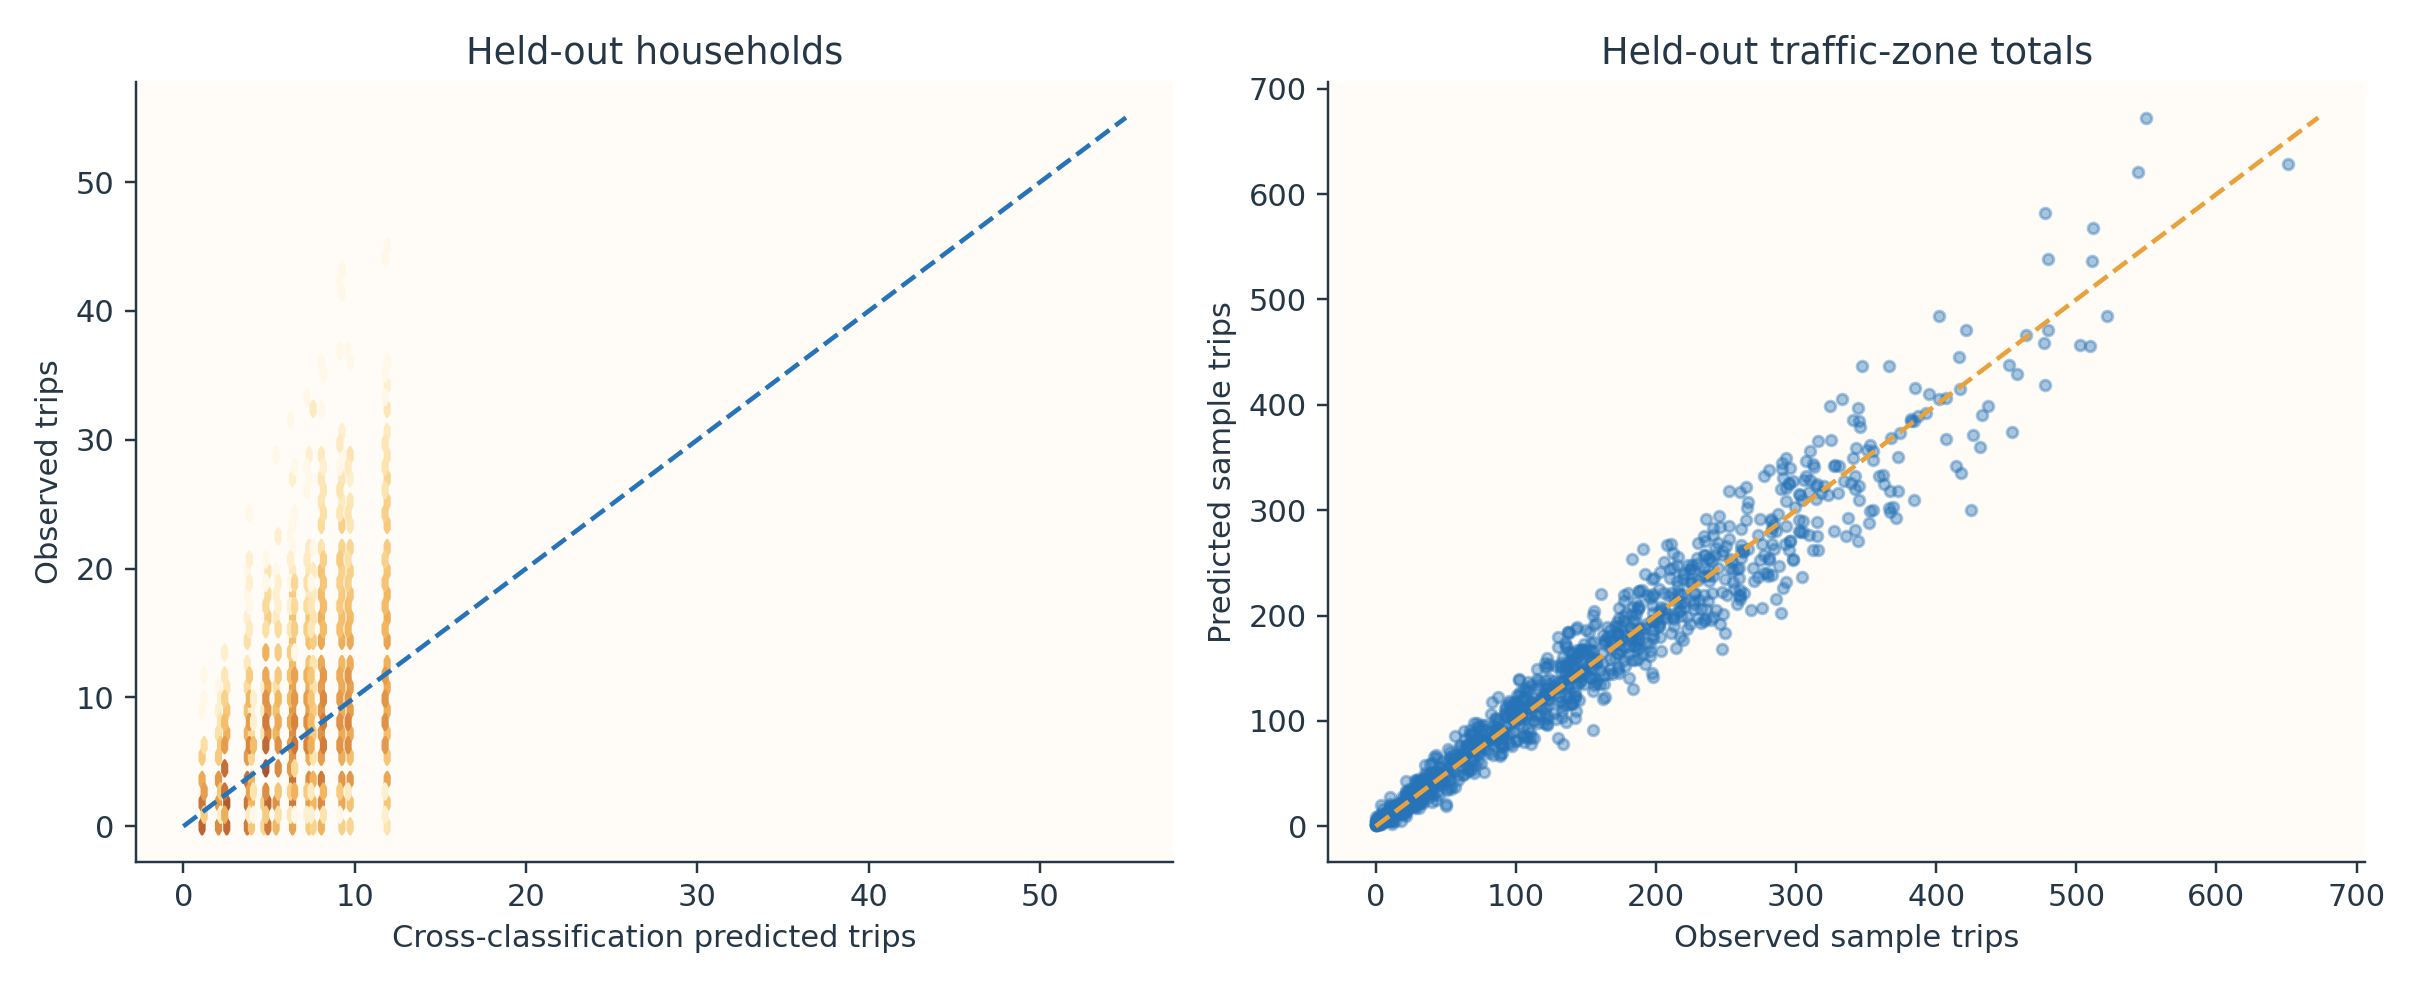 Held-out households
Observed trips
50
40
30
20
10
0
0 10 20 30 40 50
Cross-classification predicted trips
Held-out traffic-zone totals
Predicted sample trips
700
600
500
400
300
200
100
0
0 100 200 300 400 500 600 700
Observed sample trips